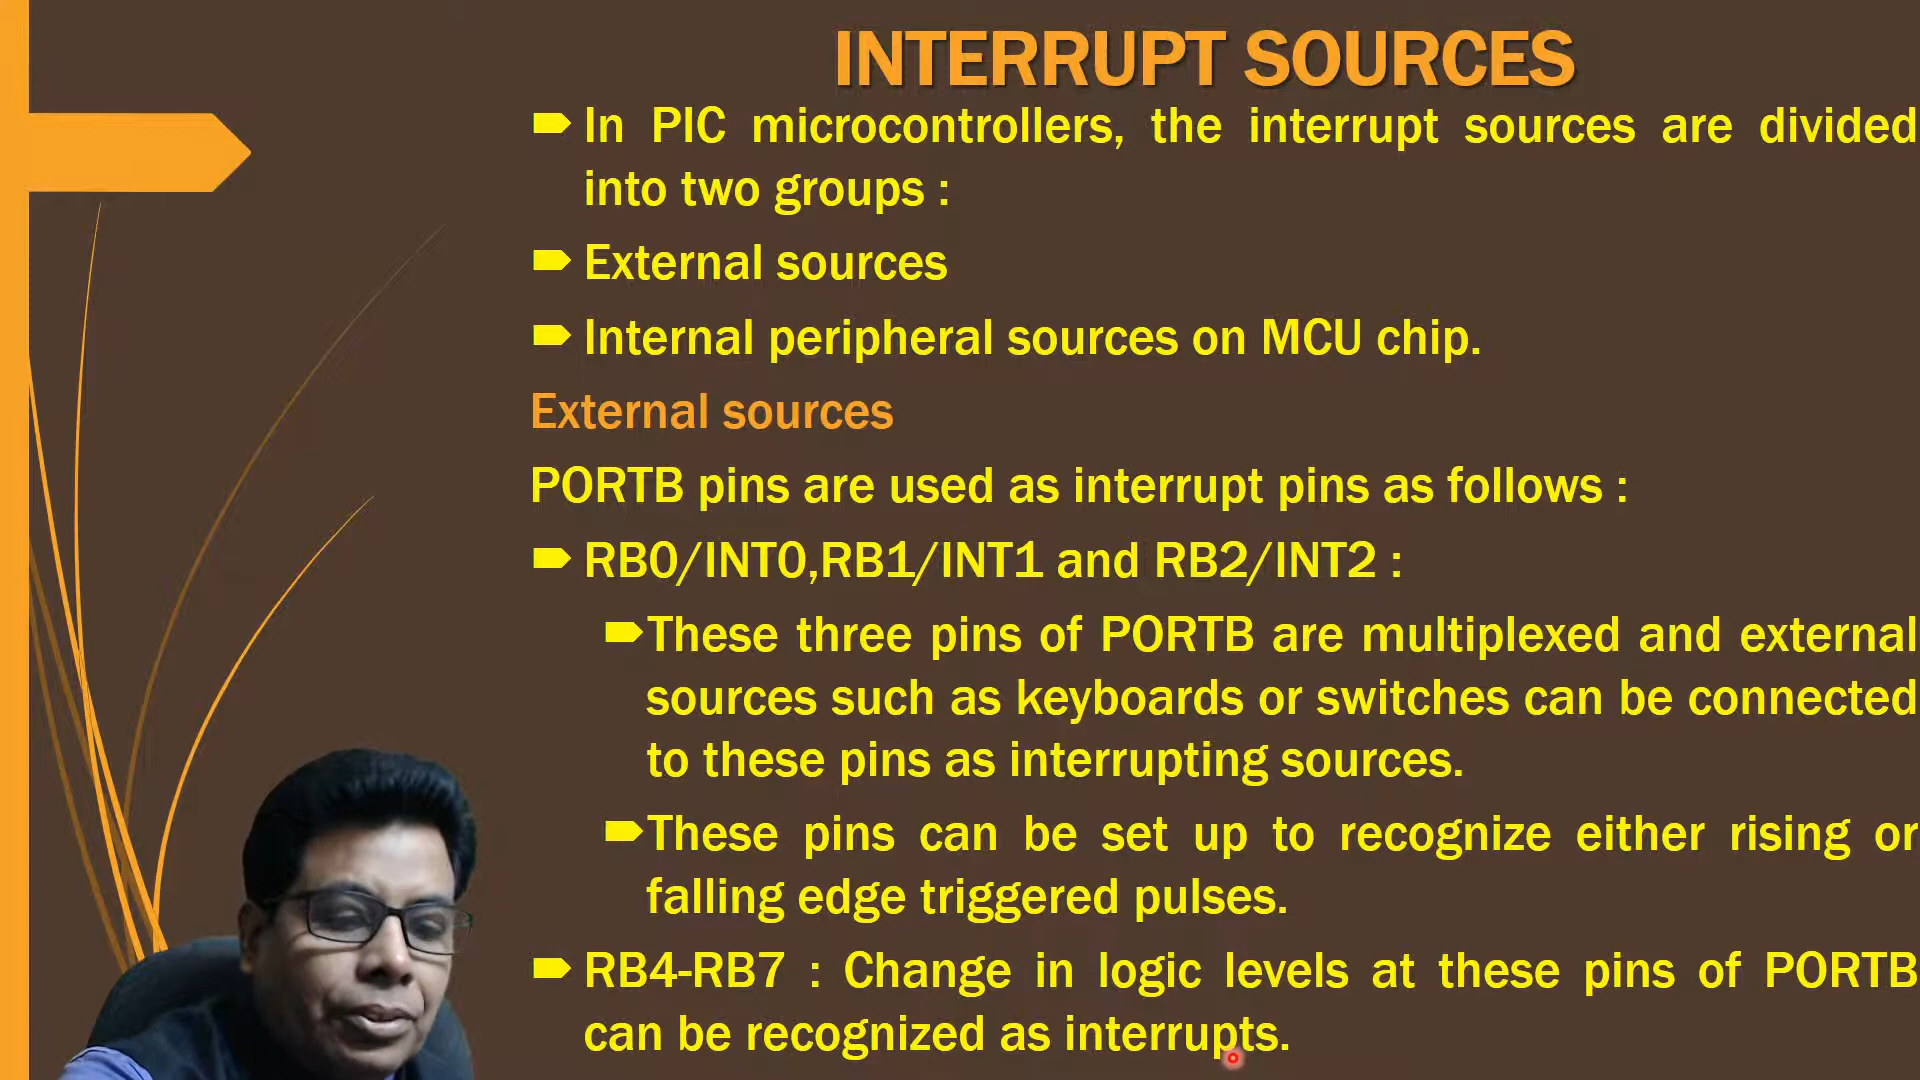 INTERRUPT SOURCES
In PIC microcontrollers, the interrupt sources are divided
into two groups :
External sources
Internal peripheral sources on MCU chip.
External sources
PORTB pins are used as interrupt pins as follows :
RB0/INT0,RB1/INT1 and RB2/INT2 :
These three pins of PORTB are multiplexed and external
sources such as keyboards or switches can be connected
to these pins as interrupting sources.
These pins can be set up to recognize either rising or
falling edge triggered pulses.
RB4-RB7 : Change in logic levels at these pins of PORTB
can be recognized as interrupts.